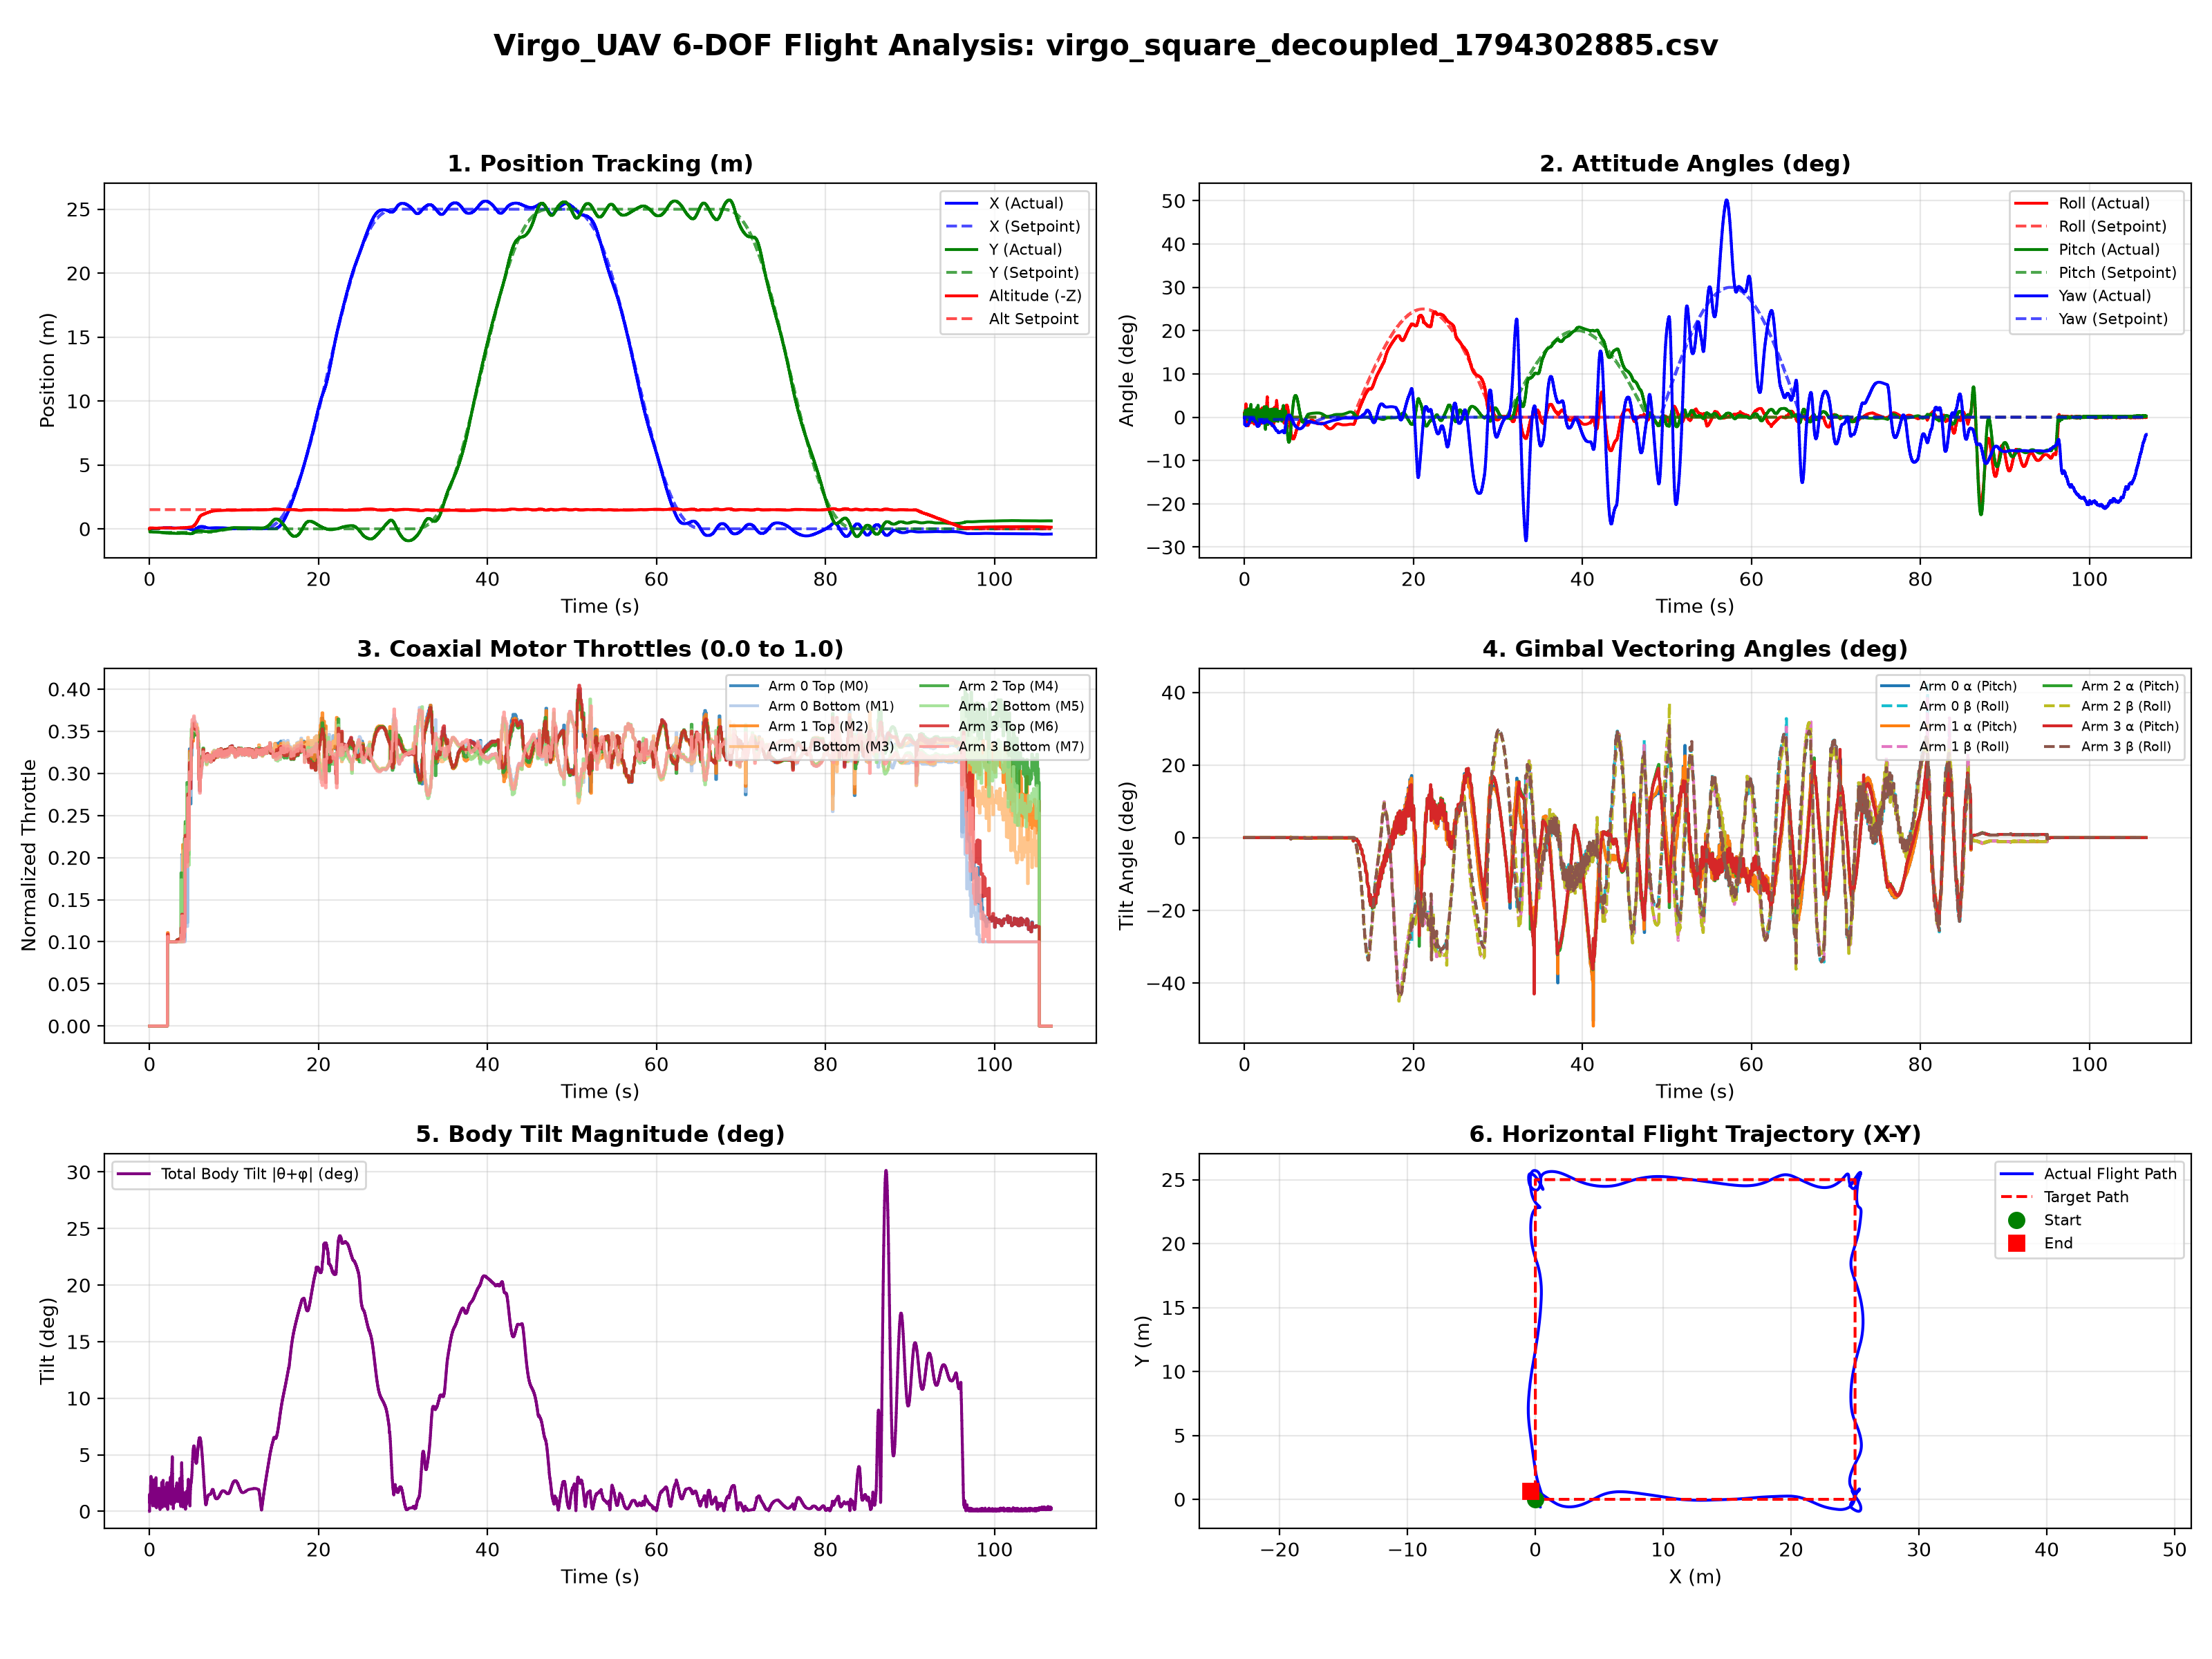 Virgo_UAV 6-DOF Flight Analysis: virgo_square_decoupled_1794302885.csv
1. Position Tracking (m)
Position (m)
25
20
15
10
5
0
X (Actual)
X (Setpoint)
Y (Actual)
Y (Setpoint)
Altitude (-Z)
Alt Setpoint
0 20 40 60 80 100
Time (s)
2. Attitude Angles (deg)
Angle (deg)
50
40
30
20
10
0
−10
−20
−30
Roll (Actual)
Roll (Setpoint)
Pitch (Actual)
Pitch (Setpoint)
Yaw (Actual)
Yaw (Setpoint)
0 20 40 60 80 100
Time (s)
3. Coaxial Motor Throttles (0.0 to 1.0)
Normalized Throttle
0.40
0.35
0.30
0.25
0.20
0.15
0.10
0.05
0.00
Arm 0 Top (M0)
Arm 0 Bottom (M1)
Arm 1 Top (M2)
Arm 1 Bottom (M3)
Arm 2 Top (M4)
Arm 2 Bottom (M5)
Arm 3 Top (M6)
Arm 3 Bottom (M7)
0 20 40 60 80 100
Time (s)
4. Gimbal Vectoring Angles (deg)
Tilt Angle (deg)
40
20
0
−20
−40
Arm 0 α (Pitch)
Arm 0 β (Roll)
Arm 1 α (Pitch)
Arm 1 β (Roll)
Arm 2 α (Pitch)
Arm 2 β (Roll)
Arm 3 α (Pitch)
Arm 3 β (Roll)
0 20 40 60 80 100
Time (s)
5. Body Tilt Magnitude (deg)
Tilt (deg)
30
25
20
15
10
5
0
Total Body Tilt |θ+φ| (deg)
0 20 40 60 80 100
Time (s)
6. Horizontal Flight Trajectory (X-Y)
Y (m)
25
20
15
10
5
0
Actual Flight Path
Target Path
Start
End
−20 −10 0 10 20 30 40 50
X (m)